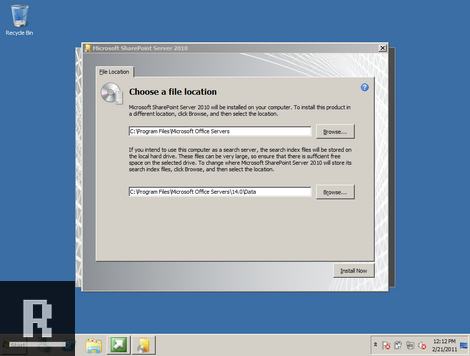 Recycle Bin
Microsoft SharePoint Server 2010
File Location
Choose a file location
Microsoft SharePoint Server 2010 will be installed on your computer. To install this product in
a different location, click Browse, and then select the location.
C:\Program Files\Microsoft Office Servers
Browse...
If you intend to use this computer as a search server, the search index files will be stored on
the local hard drive. These files can be very large, so ensure that there is sufficient free
space on the selected drive. To change where Microsoft SharePoint Server 2010 will store its
search index files, click Browse, and then select the location.
C:\Program Files\Microsoft Office Servers\14.0\Data
Browse...
Install Now
R
Start
12:12 PM
2/21/2011